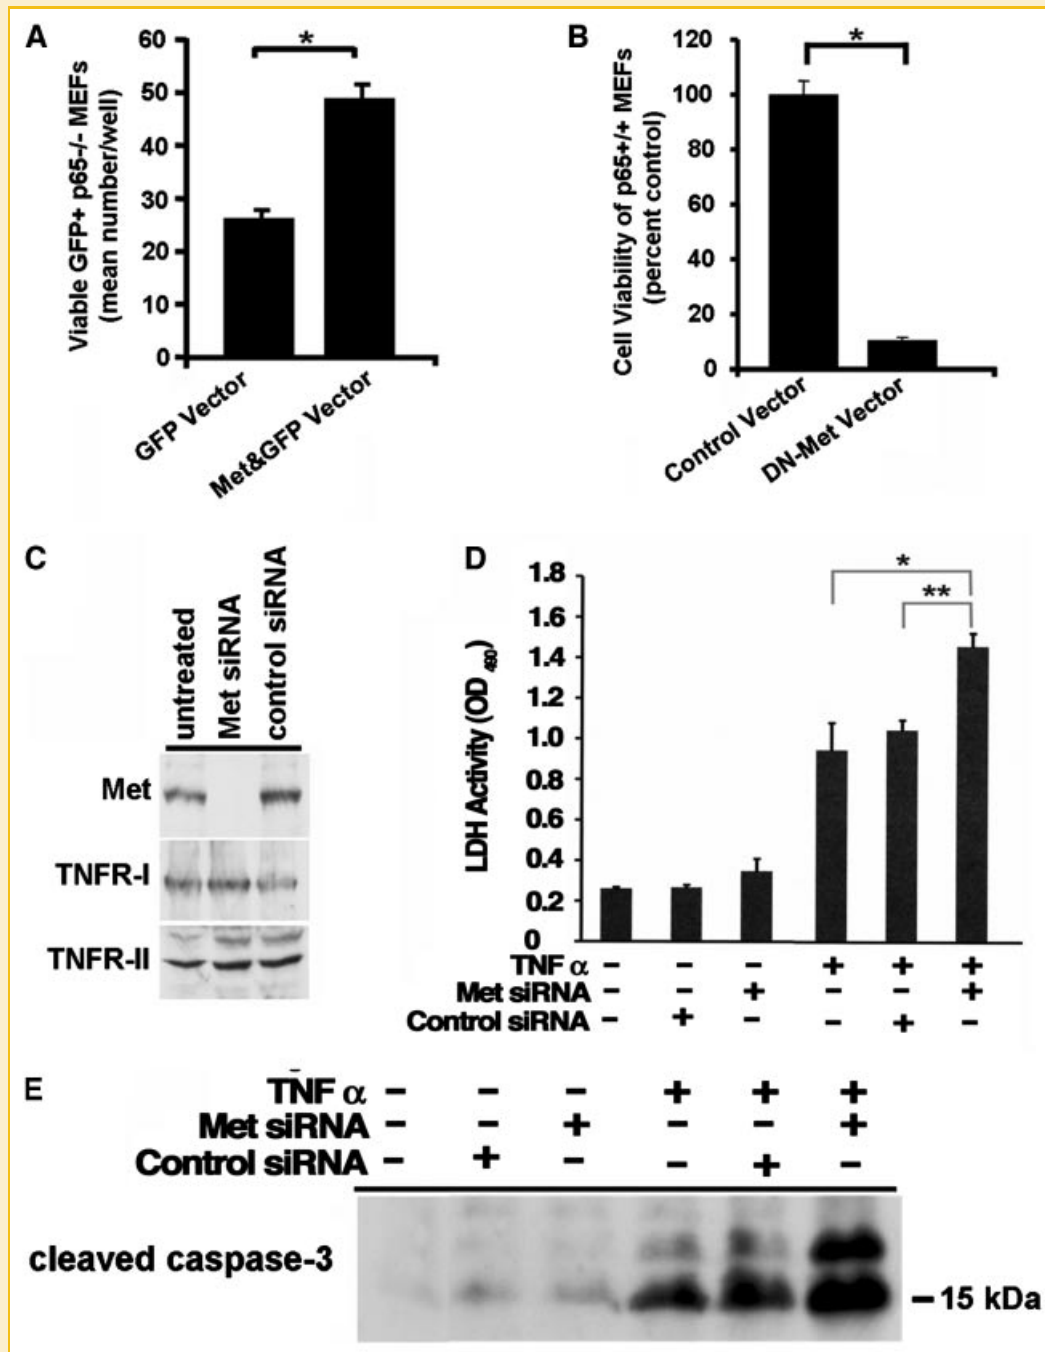 A
Viable GFP+ p65-/- MEFs
(mean number/well)
60
50
40
30
20
10
0
*
GFP Vector
Met&GFP Vector
B
Cell Viability of p65+/+ MEFs
(percent control)
120
100
80
60
40
20
0
*
Control Vector
DN-Met Vector
C
untreated
Met siRNA
control siRNA
Met
TNFR-I
TNFR-II
D
LDH Activity (OD 490)
1.8
1.6
1.4
1.2
1.0
0.8
0.6
0.4
0.2
0
*
**
TNF α − − − + + +
Met siRNA − − + − − +
Control siRNA − + − − + −
E
TNF α − − − + + +
Met siRNA − − + − − +
Control siRNA − + − − + −
cleaved caspase-3
− 15 kDa